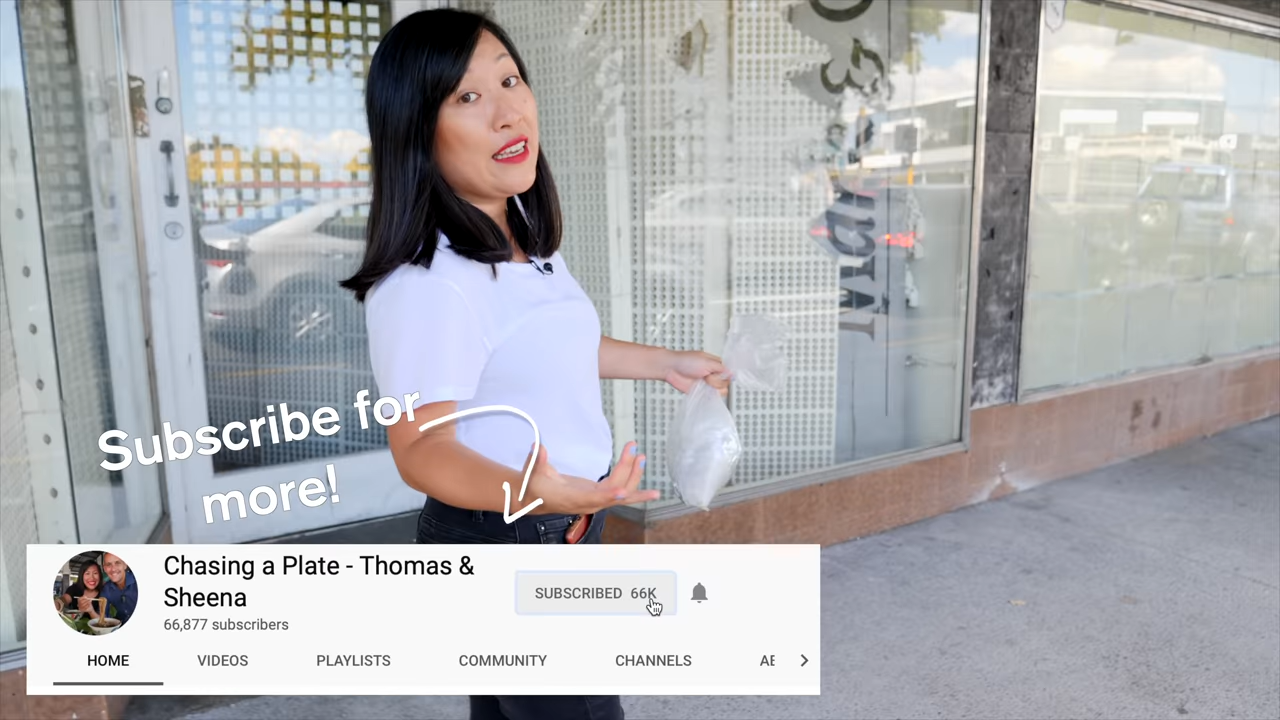 Subscribe for
more!
Chasing a Plate - Thomas &
Sheena
66,877 subscribers
SUBSCRIBED 66K
HOME
VIDEOS
PLAYLISTS
COMMUNITY
CHANNELS